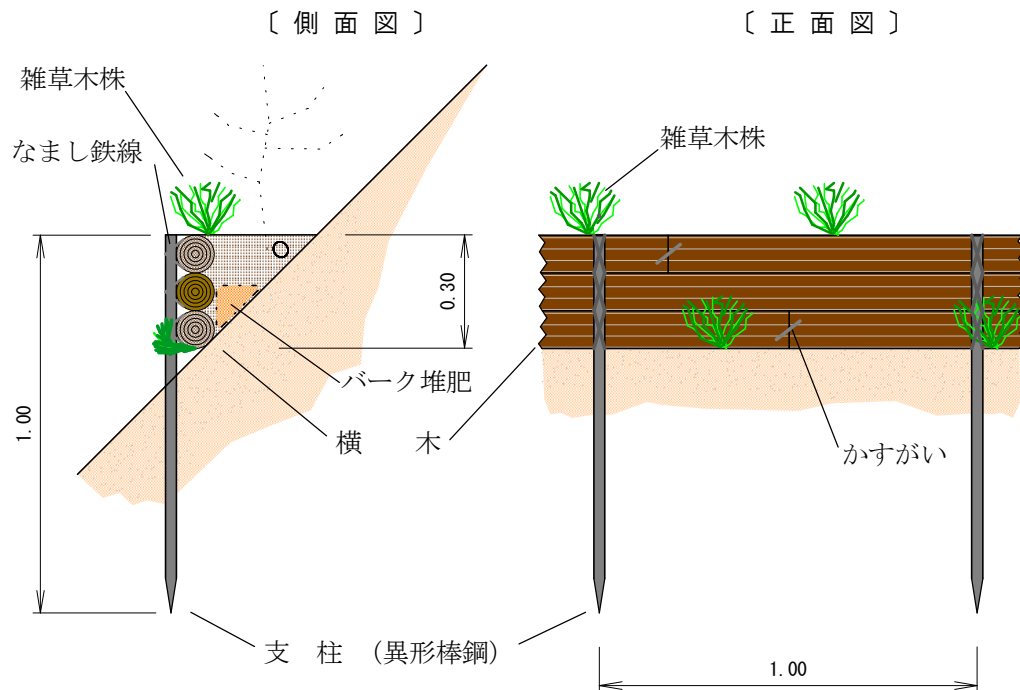 〔 側 面 図 〕
〔 正 面 図 〕
雑草木株
なまし鉄線
雑草木株
1.00
0.30
バーク堆肥
横　　木
かすがい
支　柱　（異形棒鋼）
1.00